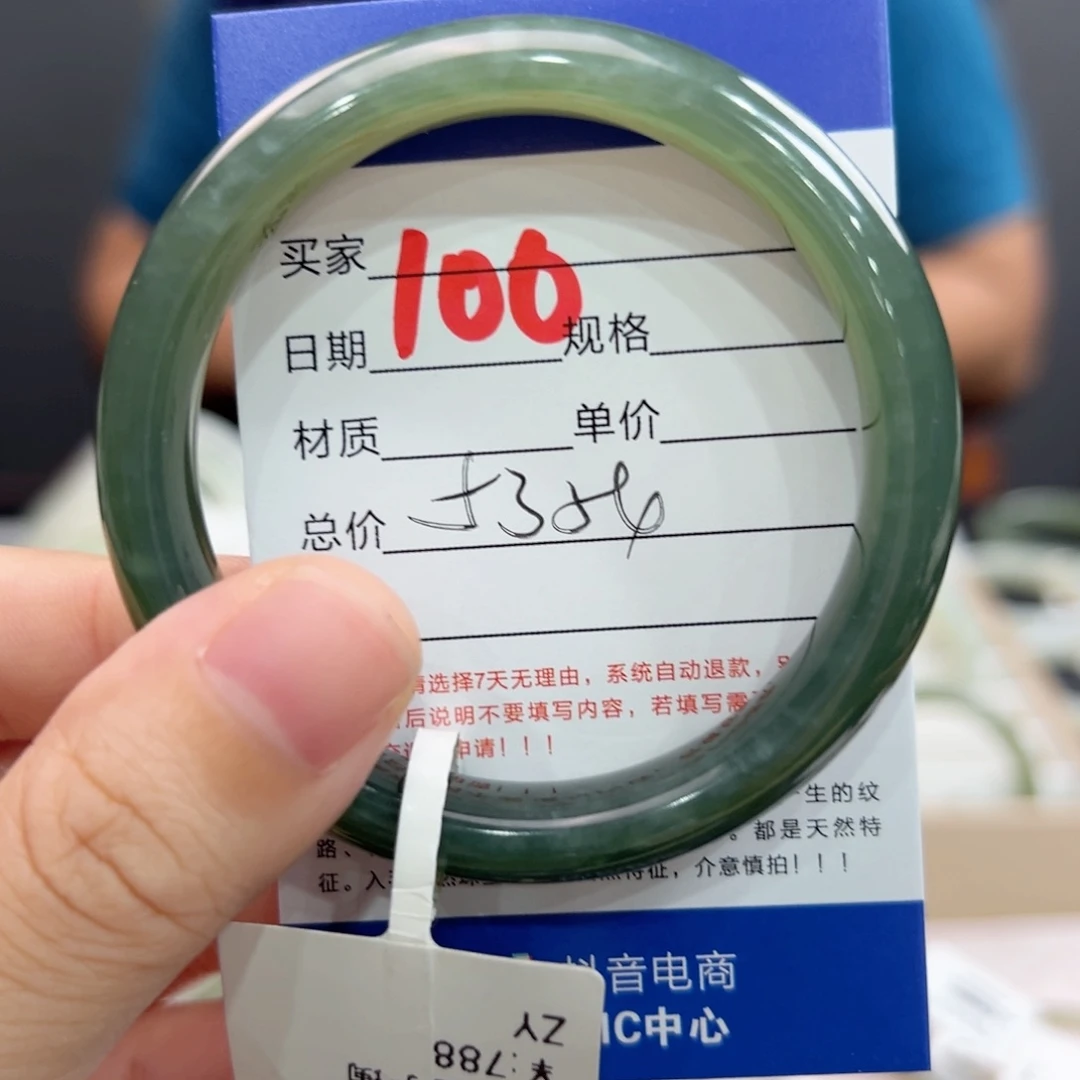 买家
100
日期 规格
材质 单价
总价
请选择7天无理由，系统自动退款，
后说明不要填写内容，若填写需
申请！！！
生的纹
路、 。都是天然特
征。入 特征，介意慎拍！！！
抖音电商
IC中心
ZY
:788